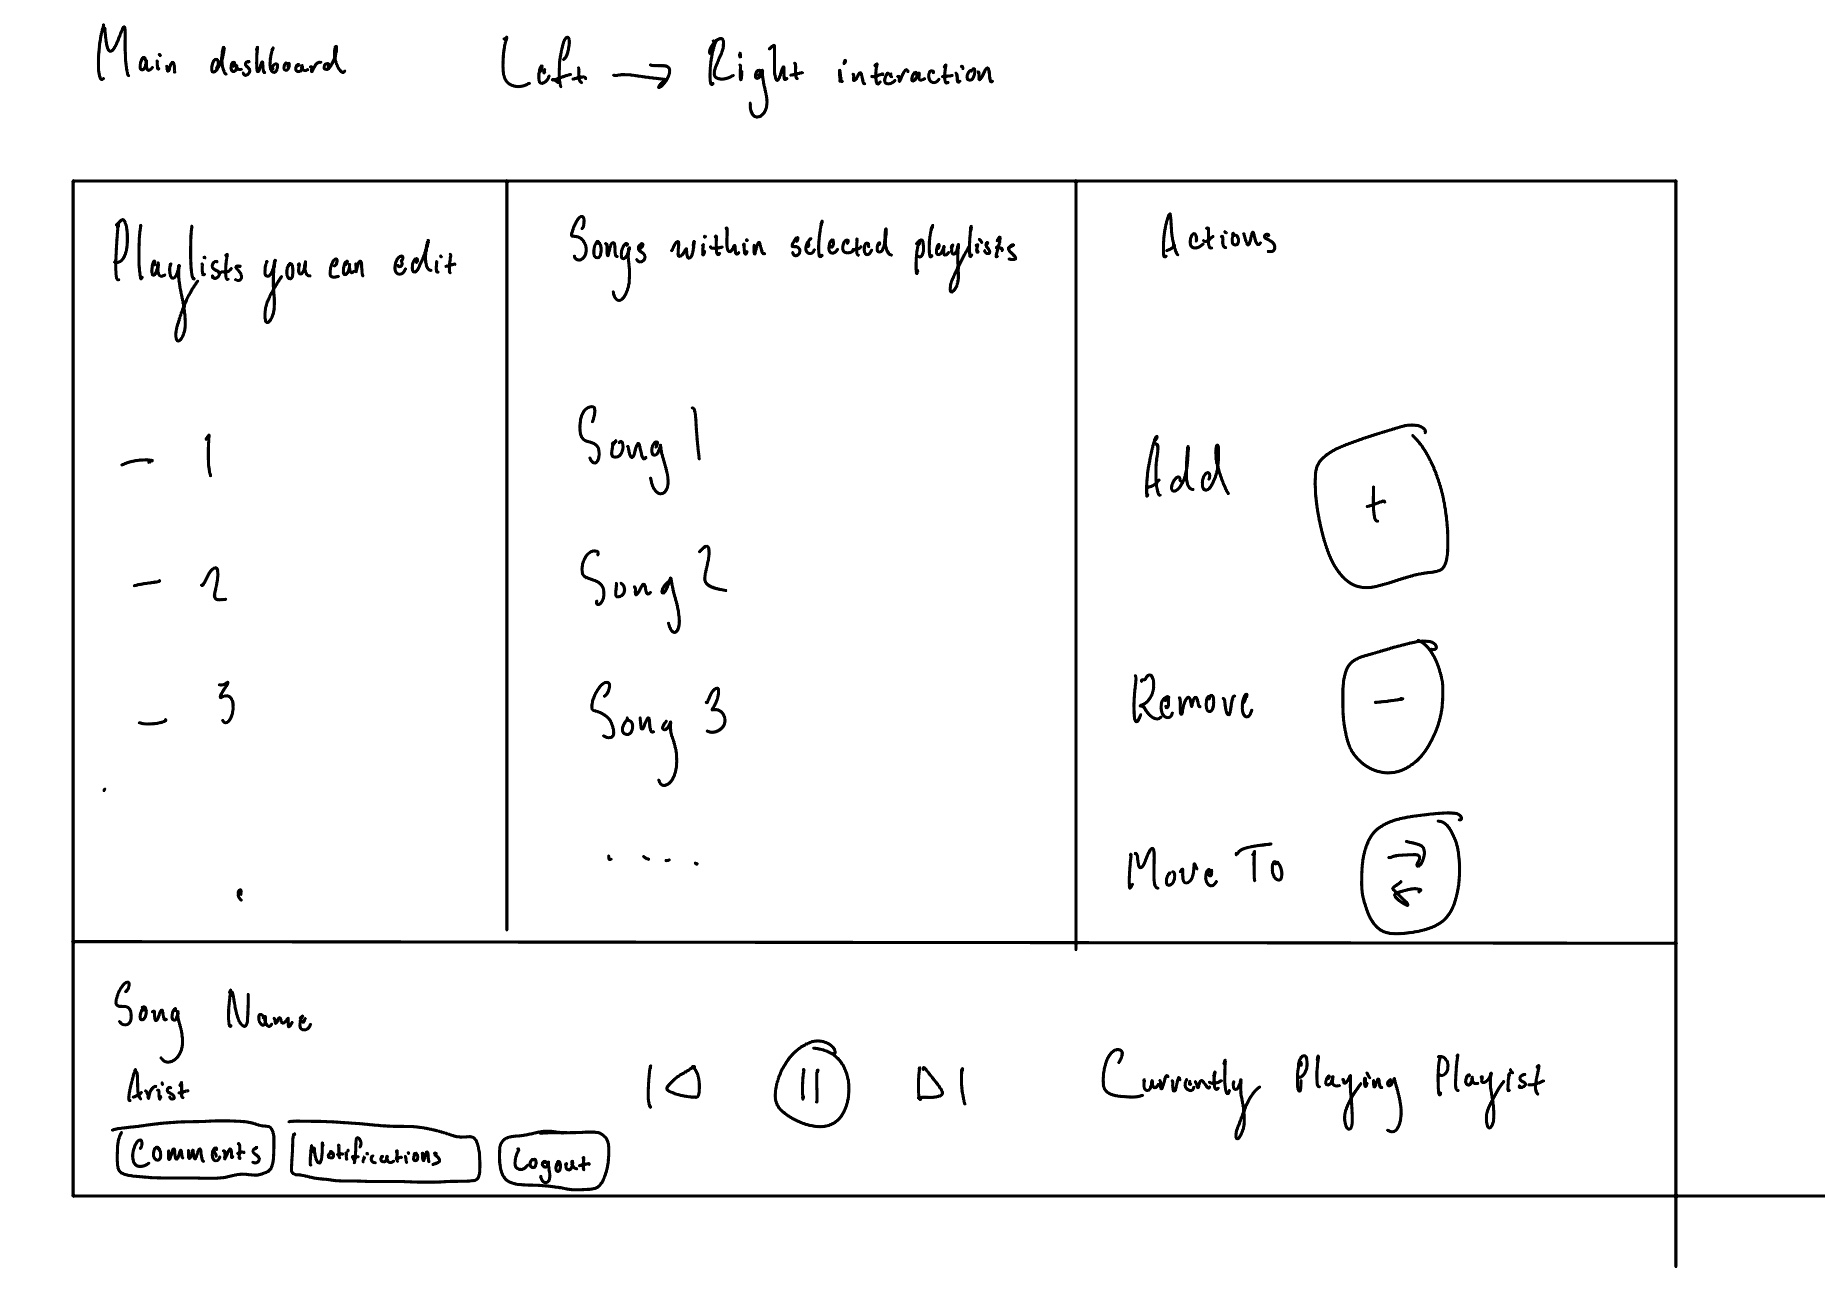 Main dashboard
Left → Right interaction
Playlists you can edit
- 1
- 2
- 3
Songs within selected playlists
Song 1
Song 2
Song 3
....
Actions
Add +
Remove -
Move To
Song Name
Arist
Comments
Notifications
Logout
Currently Playing Playist